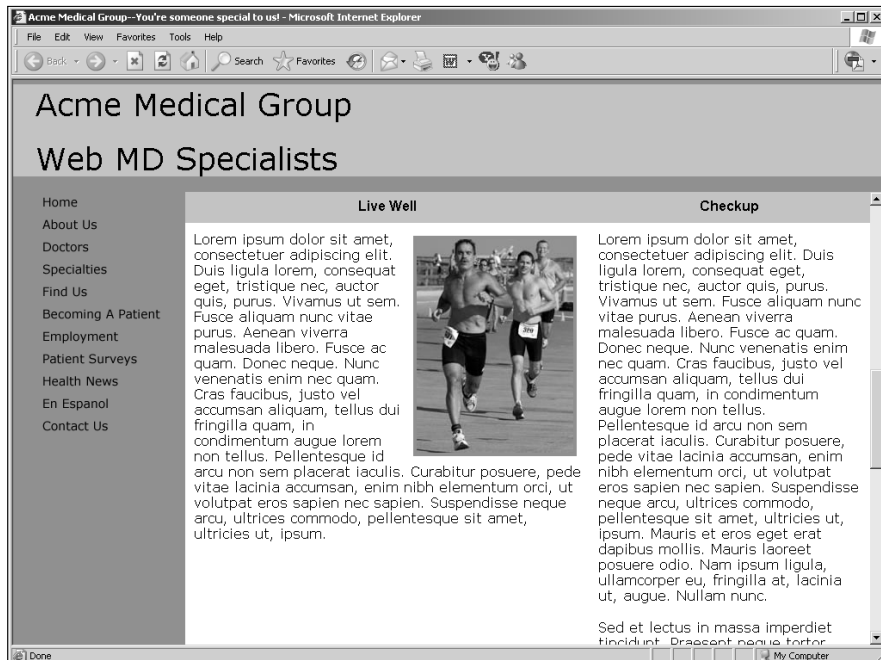 Acme Medical Group--You're someone special to us! - Microsoft Internet Explorer
File Edit View Favorites Tools Help
Back Search Favorites
Acme Medical Group
Web MD Specialists
Home
About Us
Doctors
Specialties
Find Us
Becoming A Patient
Employment
Patient Surveys
Health News
En Espanol
Contact Us
Live Well
Lorem ipsum dolor sit amet,
consectetuer adipiscing elit.
Duis ligula lorem, consequat
eget, tristique nec, auctor
quis, purus. Vivamus ut sem.
Fusce aliquam nunc vitae
purus. Aenean viverra
malesuada libero. Fusce ac
quam. Donec neque. Nunc
venenatis enim nec quam.
Cras faucibus, justo vel
accumsan aliquam, tellus dui
fringilla quam, in
condimentum augue lorem
non tellus. Pellentesque id
arcu non sem placerat iaculis. Curabitur posuere, pede
vitae lacinia accumsan, enim nibh elementum orci, ut
volutpat eros sapien nec sapien. Suspendisse neque
arcu, ultrices commodo, pellentesque sit amet,
ultricies ut, ipsum.
Checkup
Lorem ipsum dolor sit amet,
consectetuer adipiscing elit. Duis
ligula lorem, consequat eget,
tristique nec, auctor quis, purus.
Vivamus ut sem. Fusce aliquam nunc
vitae purus. Aenean viverra
malesuada libero. Fusce ac quam.
Donec neque. Nunc venenatis enim
nec quam. Cras faucibus, justo vel
accumsan aliquam, tellus dui
fringilla quam, in condimentum
augue lorem non tellus.
Pellentesque id arcu non sem
placerat iaculis. Curabitur posuere,
pede vitae lacinia accumsan, enim
nibh elementum orci, ut volutpat
eros sapien nec sapien. Suspendisse
neque arcu, ultrices commodo,
pellentesque sit amet, ultricies ut,
ipsum. Mauris et eros eget erat
dapibus mollis. Mauris laoreet
posuere odio. Nam ipsum ligula,
ullamcorper eu, fringilla at, lacinia
ut, augue. Nullam nunc.
Sed et lectus in massa imperdiet
tincidunt. Praesent neque tortor
Done My Computer